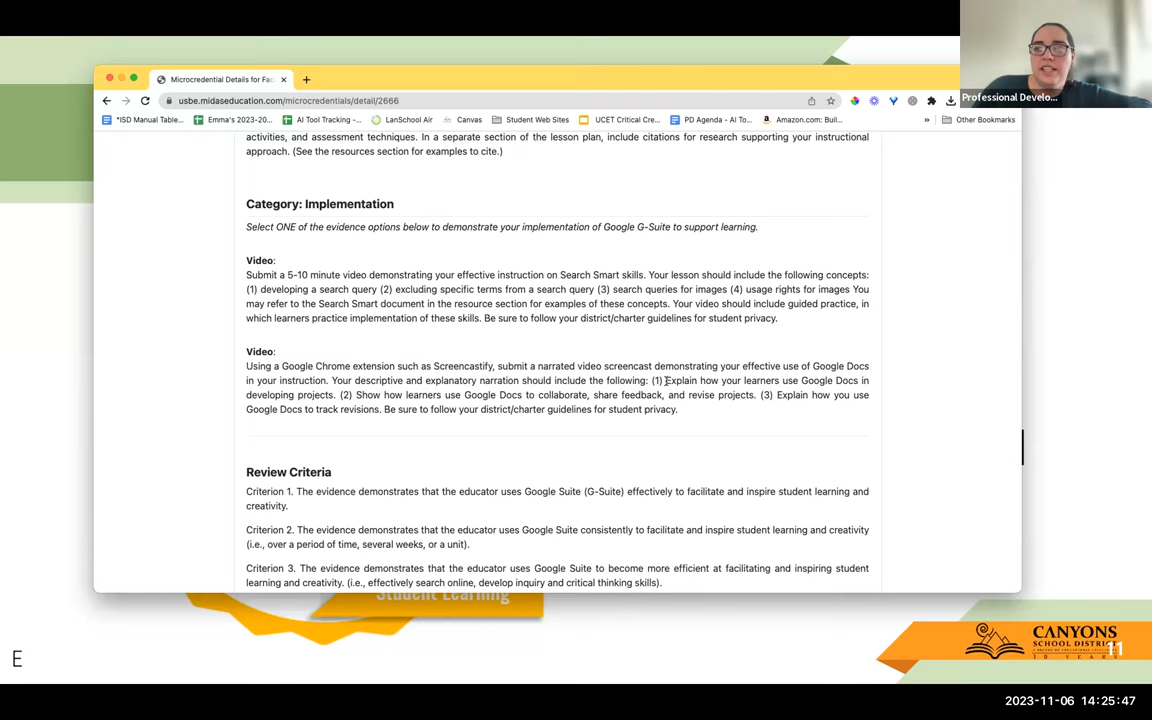 Microcredential Details for Fac
usbe.midaseducation.com/microcredentials/detail/2666
*ISD Manual Table...
Emma's 2023-20...
AI Tool Tracking -...
LanSchool Air
Canvas
Student Web Sites
UCET Critical Cre...
PD Agenda - AI To...
Amazon.com: Buil...
»
Other Bookmarks
Professional Develo...
activities, and assessment techniques. In a separate section of the lesson plan, include citations for research supporting your instructional
approach. (See the resources section for examples to cite.)
Category: Implementation
Select ONE of the evidence options below to demonstrate your implementation of Google G-Suite to support learning.
Video:
Submit a 5-10 minute video demonstrating your effective instruction on Search Smart skills. Your lesson should include the following concepts:
(1) developing a search query (2) excluding specific terms from a search query (3) search queries for images (4) usage rights for images You
may refer to the Search Smart document in the resource section for examples of these concepts. Your video should include guided practice, in
which learners practice implementation of these skills. Be sure to follow your district/charter guidelines for student privacy.
Video:
Using a Google Chrome extension such as Screencastify, submit a narrated video screencast demonstrating your effective use of Google Docs
in your instruction. Your descriptive and explanatory narration should include the following: (1) Explain how your learners use Google Docs in
developing projects. (2) Show how learners use Google Docs to collaborate, share feedback, and revise projects. (3) Explain how you use
Google Docs to track revisions. Be sure to follow your district/charter guidelines for student privacy.
Review Criteria
Criterion 1. The evidence demonstrates that the educator uses Google Suite (G-Suite) effectively to facilitate and inspire student learning and
creativity.
Criterion 2. The evidence demonstrates that the educator uses Google Suite consistently to facilitate and inspire student learning and creativity
(i.e., over a period of time, several weeks, or a unit).
Criterion 3. The evidence demonstrates that the educator uses Google Suite to become more efficient at facilitating and inspiring student
learning and creativity. (i.e., effectively search online, develop inquiry and critical thinking skills).
Student Learning
E
CANYONS
SCHOOL DISTRICT
10 YEARS
11
2023-11-06 14:25:47